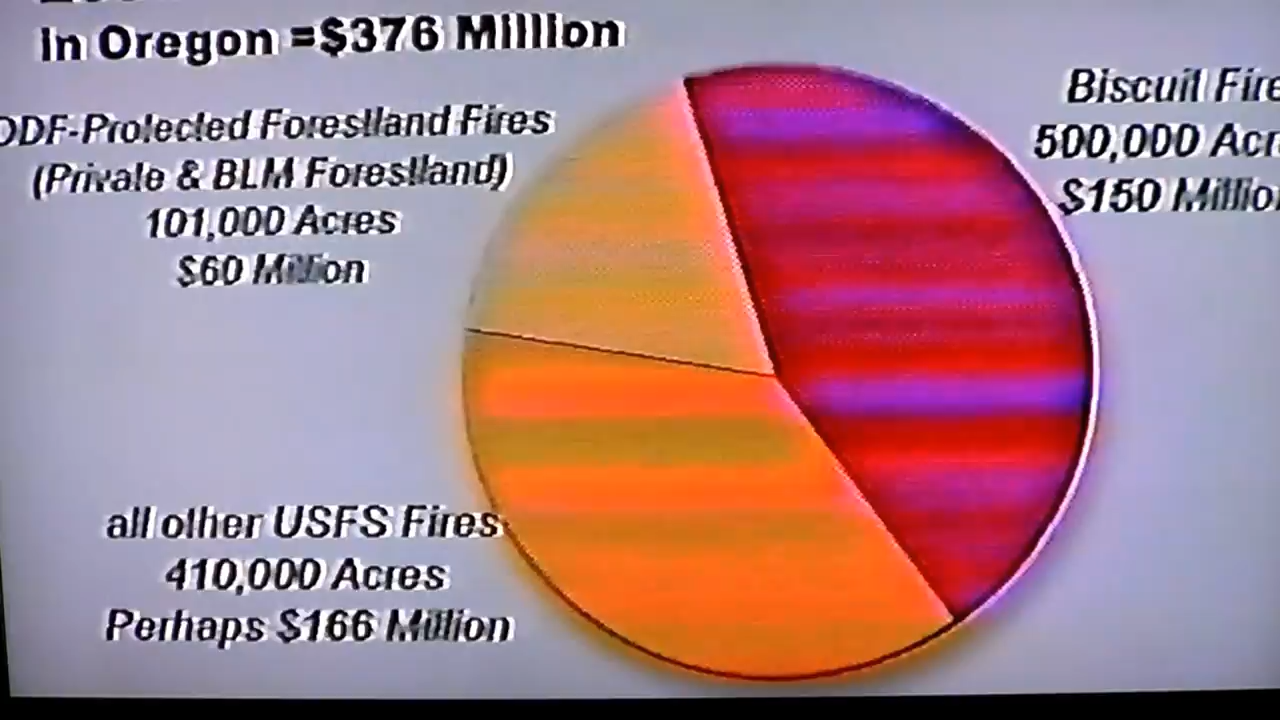 In Oregon =$376 Million
ODF-Protected Forestland Fires
(Private & BLM Forestland)
101,000 Acres
$60 Million
Biscuit Fire
500,000 Acr
$150 Millio
all other USFS Fires
410,000 Acres
Perhaps $166 Million